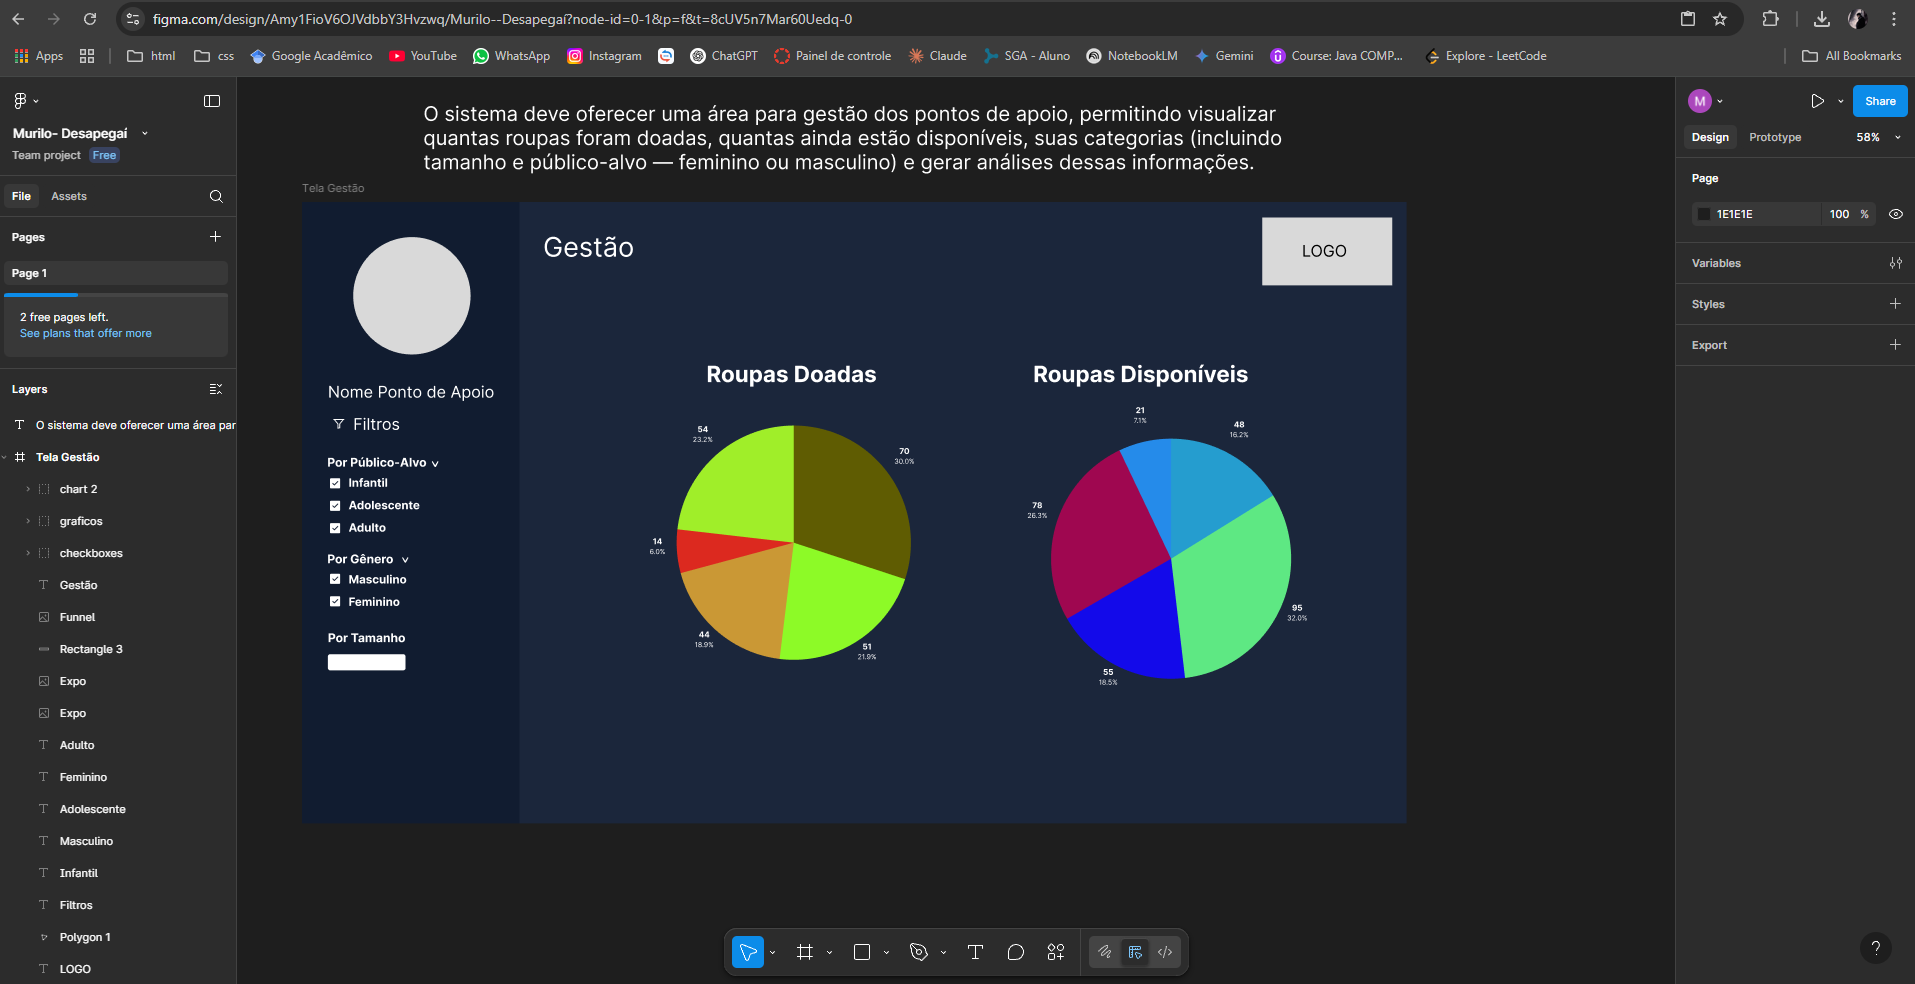 figma.com/design/Amy1FioV6OJVdbbY3Hvzwq/Murilo--Desapegaí?node-id=0-1&p=f&t=8cUV5n7Mar60Uedq-0
Apps
html
css
Google Acadêmico
YouTube
WhatsApp
Instagram
ChatGPT
Painel de controle
Claude
SGA - Aluno
NotebookLM
Gemini
Course: Java COMP...
Explore - LeetCode
All Bookmarks
Murilo- Desapegaí
Team project Free
File Assets
Pages
Page 1
2 free pages left.
See plans that offer more
Layers
O sistema deve oferecer uma área par
Tela Gestão
chart 2
graficos
checkboxes
Gestão
Funnel
Rectangle 3
Expo
Expo
Adulto
Feminino
Adolescente
Masculino
Infantil
Filtros
Polygon 1
LOGO
O sistema deve oferecer uma área para gestão dos pontos de apoio, permitindo visualizar
quantas roupas foram doadas, quantas ainda estão disponíveis, suas categorias (incluindo
tamanho e público-alvo — feminino ou masculino) e gerar análises dessas informações.
Tela Gestão
Gestão
LOGO
Nome Ponto de Apoio
Filtros
Por Público-Alvo
Infantil
Adolescente
Adulto
Por Gênero
Masculino
Feminino
Por Tamanho
Roupas Doadas
54
23.2%
70
30.0%
14
6.0%
44
18.9%
51
21.9%
Roupas Disponíveis
21
7.1%
48
16.2%
78
26.3%
95
32.0%
55
18.5%
M
Share
Design Prototype 58%
Page
1E1E1E 100 %
Variables
Styles
Export
?